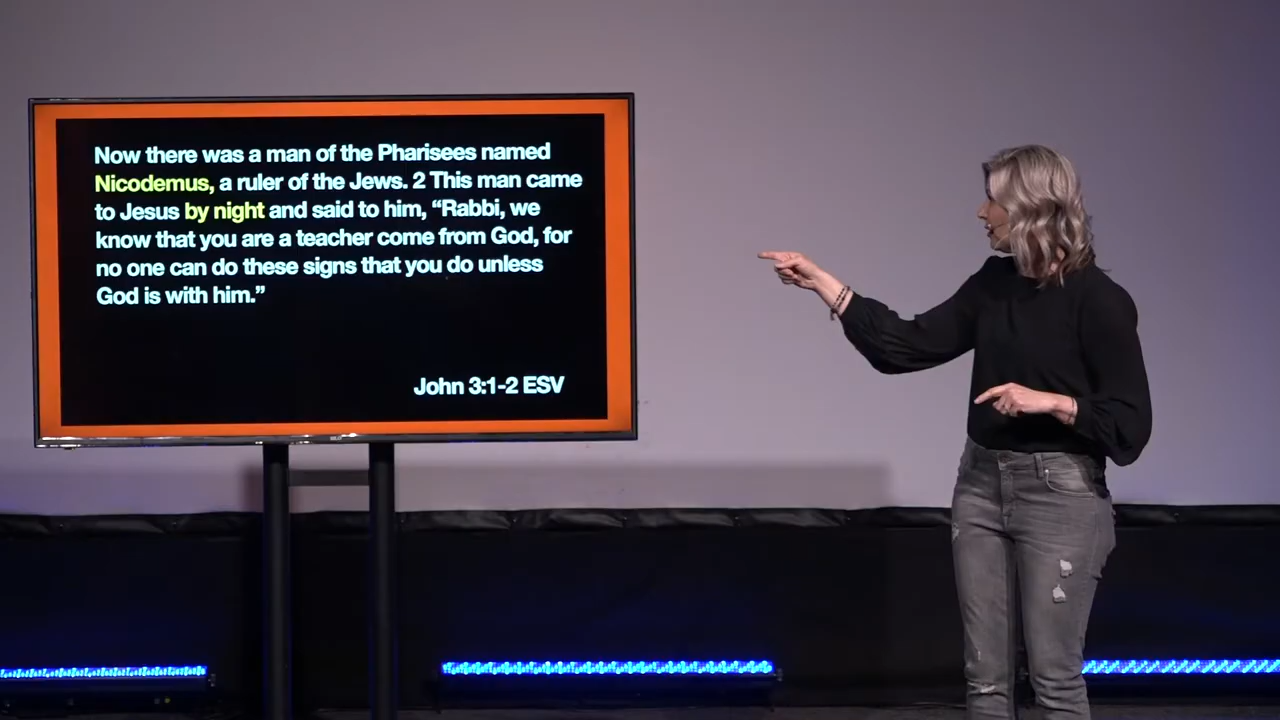 Now there was a man of the Pharisees named
Nicodemus, a ruler of the Jews. 2 This man came
to Jesus by night and said to him, “Rabbi, we
know that you are a teacher come from God, for
no one can do these signs that you do unless
God is with him.”
John 3:1-2 ESV